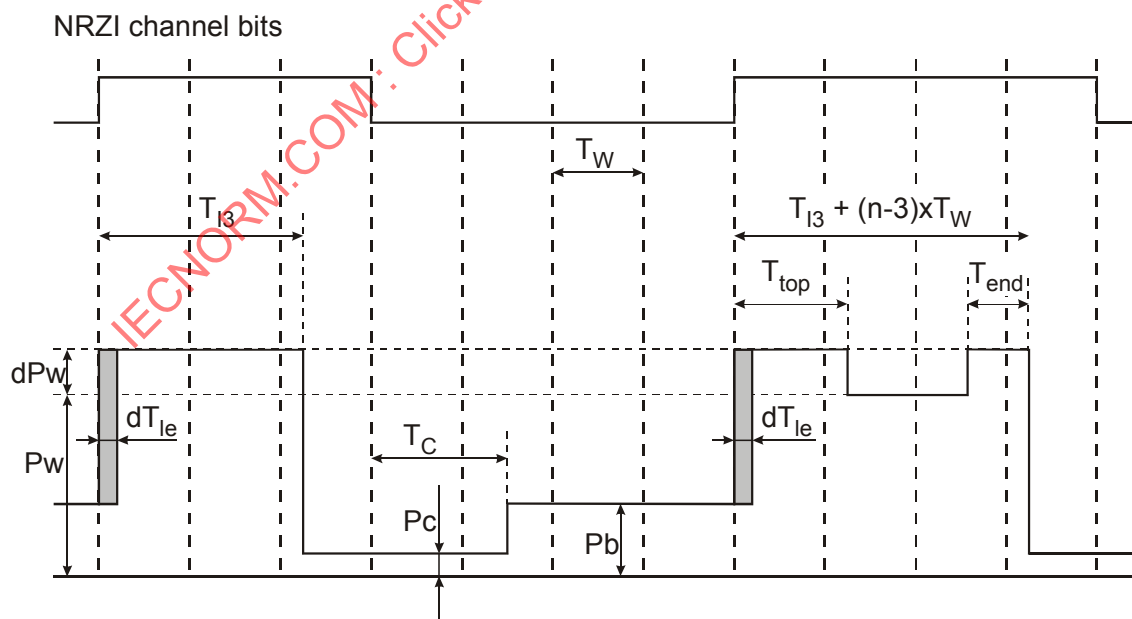 NRZI channel bits
IECNORM.COM : Click
T_W
T_l3
T_l3 + (n-3)xT_W
T_top
T_end
dPw
dT_le
dT_le
T_C
Pw
Pc
Pb